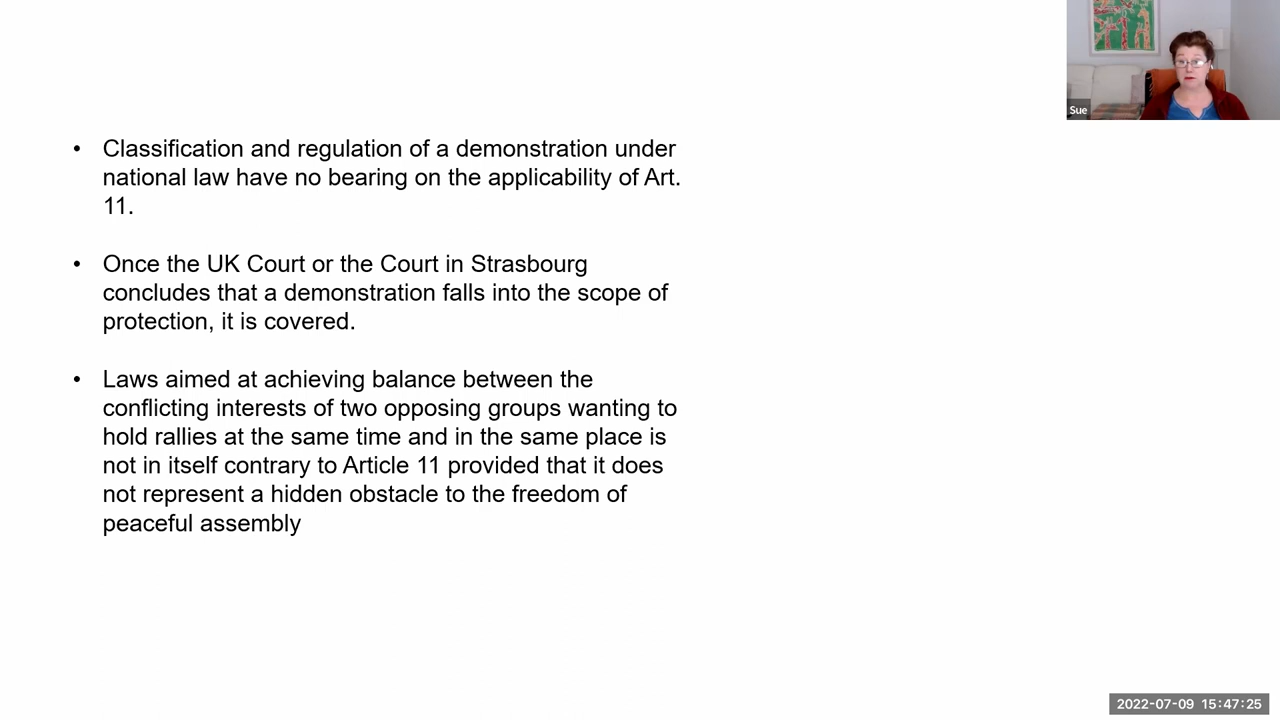 Sue
• Classification and regulation of a demonstration under
national law have no bearing on the applicability of Art.
11.
• Once the UK Court or the Court in Strasbourg
concludes that a demonstration falls into the scope of
protection, it is covered.
• Laws aimed at achieving balance between the
conflicting interests of two opposing groups wanting to
hold rallies at the same time and in the same place is
not in itself contrary to Article 11 provided that it does
not represent a hidden obstacle to the freedom of
peaceful assembly
2022-07-09 15:47:25